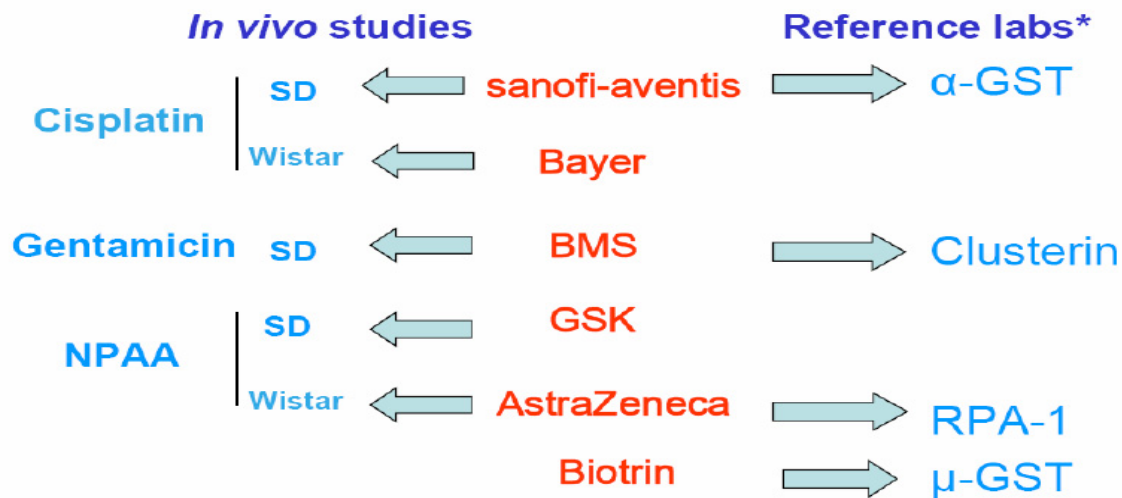 In vivo studies Reference labs*
SD sanofi-aventis α-GST
Cisplatin
Wistar Bayer
Gentamicin SD BMS Clusterin
SD GSK
NPAA
Wistar AstraZeneca RPA-1
Biotrin μ-GST